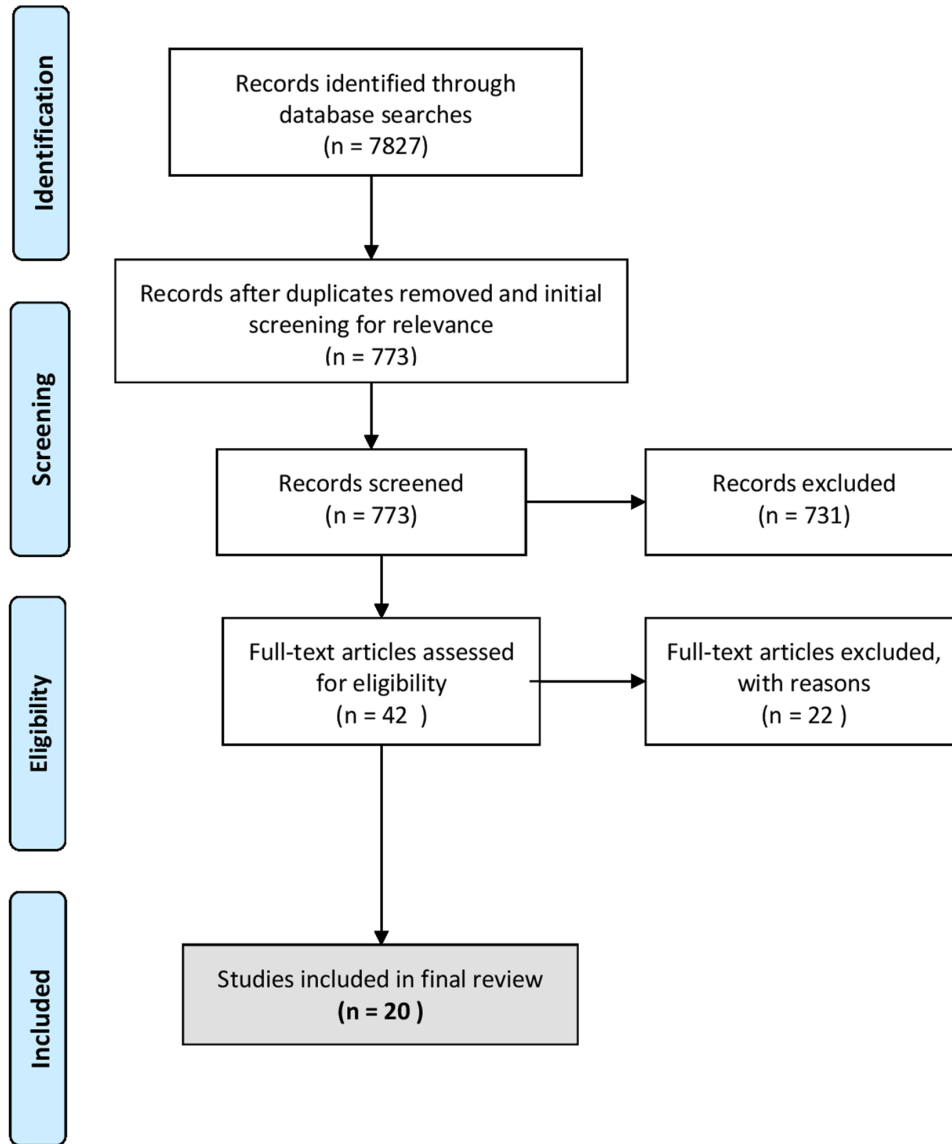 Identification
Records identified through
database searches
(n = 7827)
Records after duplicates removed and initial
screening for relevance
(n = 773)
Screening
Records screened
(n = 773)
Records excluded
(n = 731)
Eligibility
Full-text articles assessed
for eligibility
(n = 42 )
Full-text articles excluded,
with reasons
(n = 22 )
Included
Studies included in final review
(n = 20 )